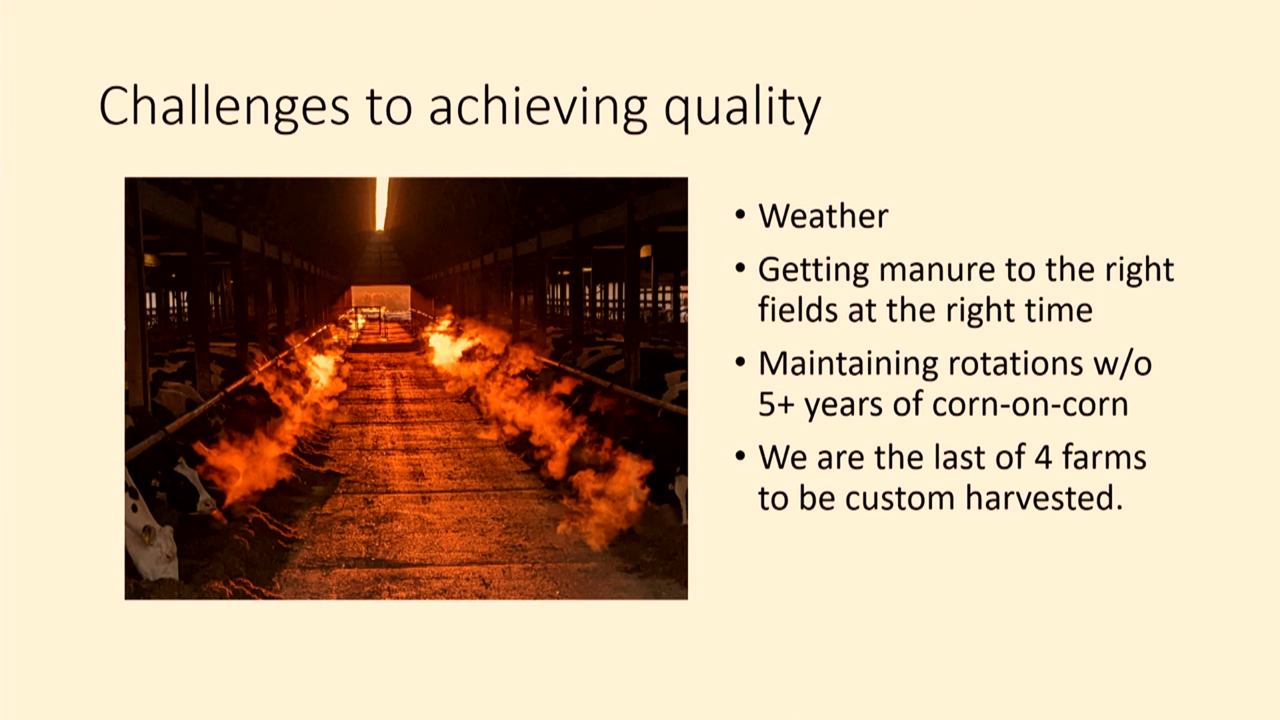 Challenges to achieving quality
• Weather
• Getting manure to the right
fields at the right time
• Maintaining rotations w/o
5+ years of corn-on-corn
• We are the last of 4 farms
to be custom harvested.